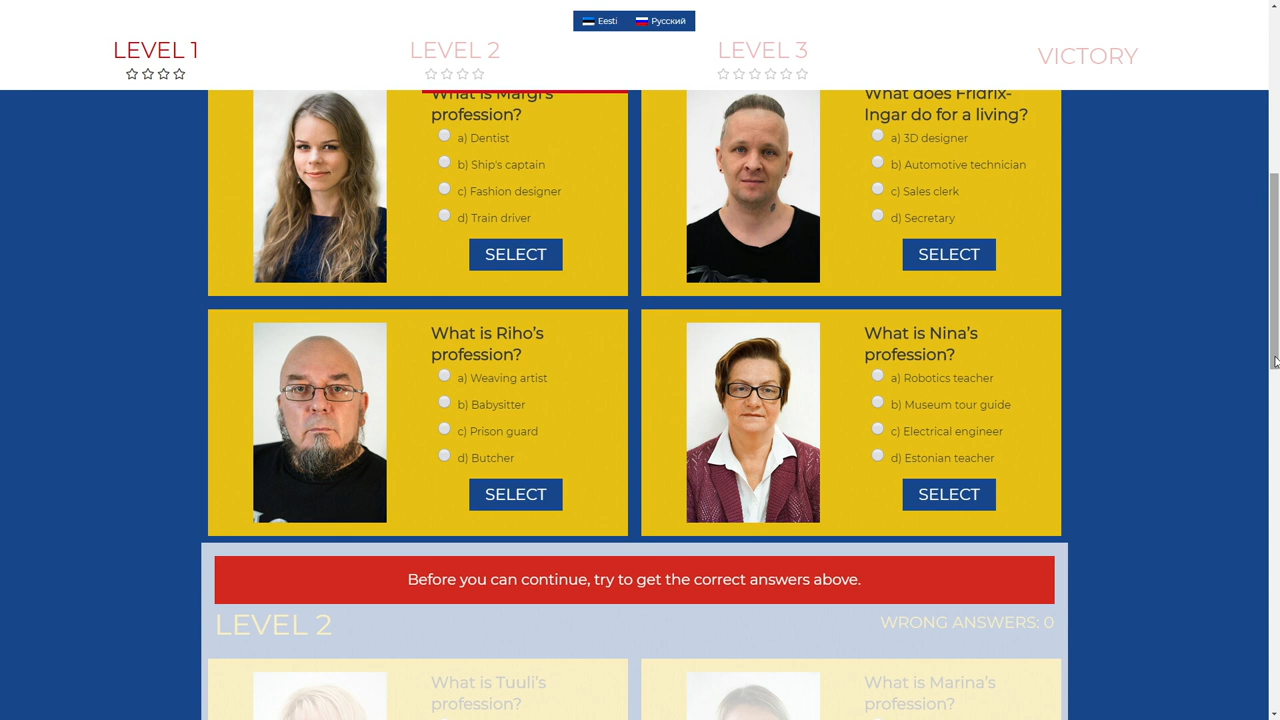 Eesti
Русский
LEVEL 1
LEVEL 2
LEVEL 3
VICTORY
What is Margi's
profession?
a) Dentist
b) Ship's captain
c) Fashion designer
d) Train driver
SELECT
What does Fridrix-
Ingar do for a living?
a) 3D designer
b) Automotive technician
c) Sales clerk
d) Secretary
SELECT
What is Riho’s
profession?
a) Weaving artist
b) Babysitter
c) Prison guard
d) Butcher
SELECT
What is Nina’s
profession?
a) Robotics teacher
b) Museum tour guide
c) Electrical engineer
d) Estonian teacher
SELECT
Before you can continue, try to get the correct answers above.
LEVEL 2
WRONG ANSWERS: 0
What is Tuuli’s
profession?
What is Marina’s
profession?